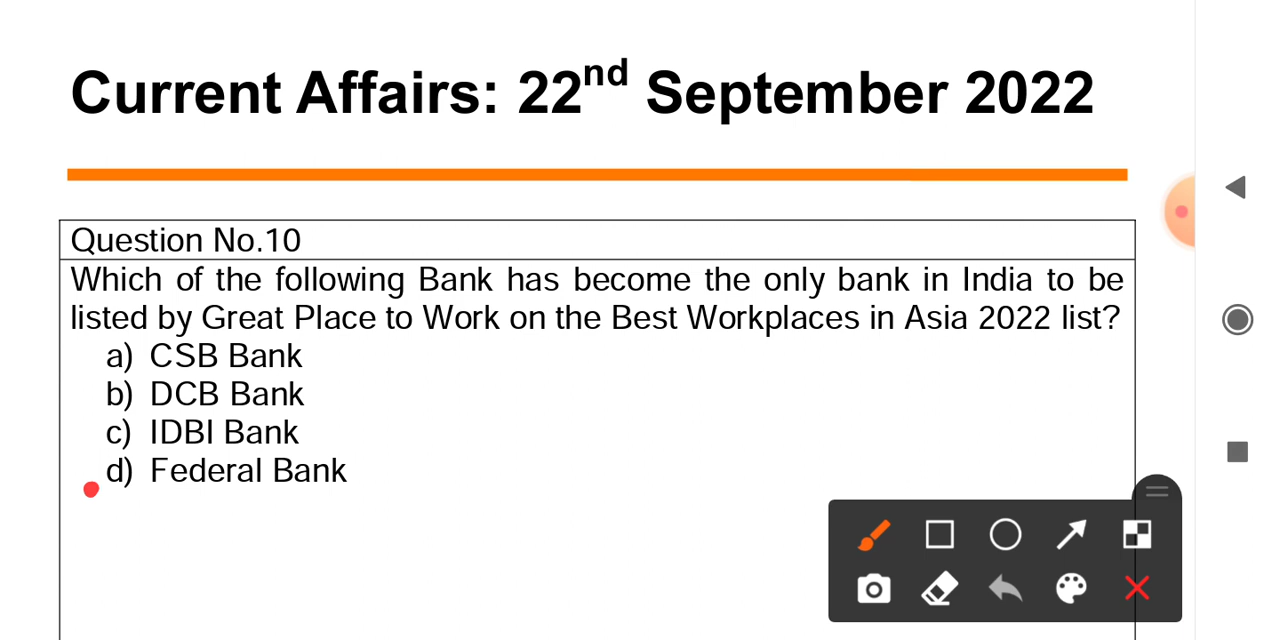 Current Affairs: 22nd September 2022
Question No.10
Which of the following Bank has become the only bank in India to be
listed by Great Place to Work on the Best Workplaces in Asia 2022 list?
a) CSB Bank
b) DCB Bank
c) IDBI Bank
d) Federal Bank